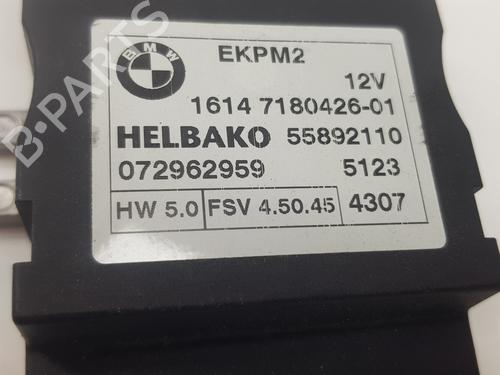 BMW
EKPM2
12V
1614 7180426-01
HELBAKO 55892110
072962959 5123
HW 5.0 FSV 4.50.45 4307
B-PARTS